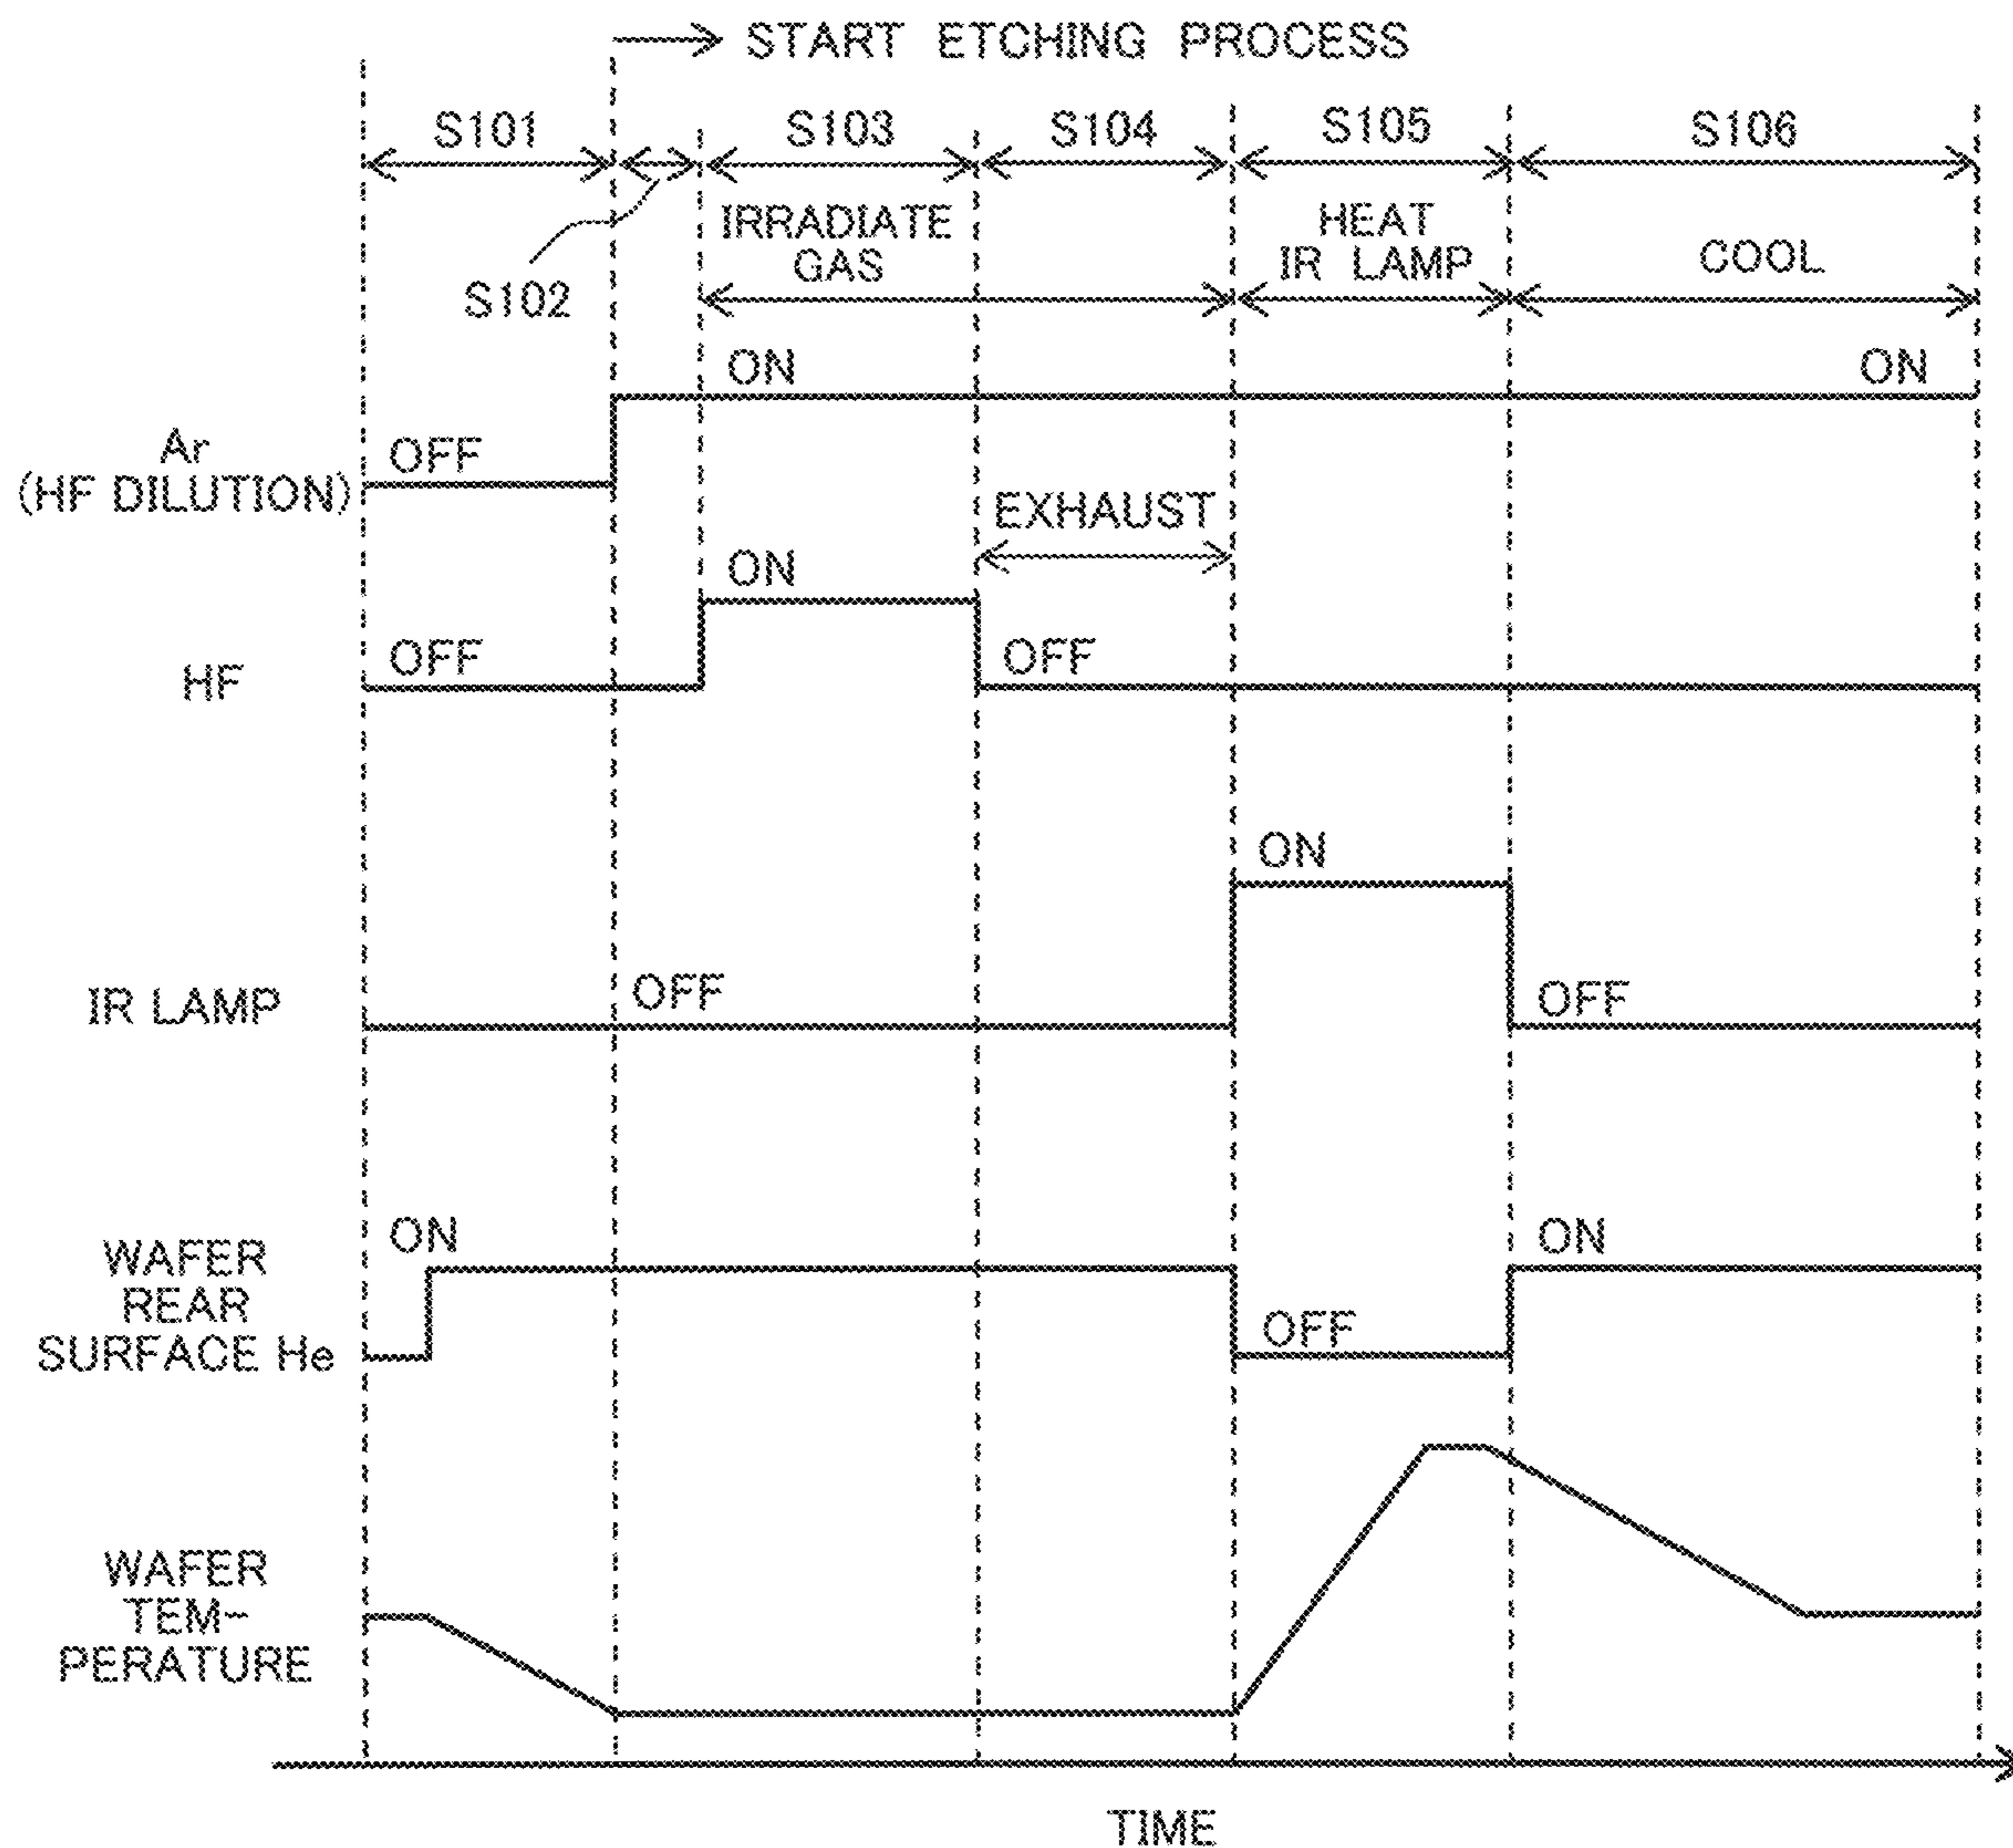 START ETCHING PROCESS
S101
S103
S104
S105
S106
S102
IRRADIATE
GAS
HEAT
IR LAMP
COOL
ON
ON
Ar
(HF DILUTION)
OFF
EXHAUST
ON
HF
OFF
OFF
ON
IR LAMP
OFF
OFF
WAFER
REAR
SURFACE He
ON
OFF
ON
WAFER
TEM-
PERATURE
TIME